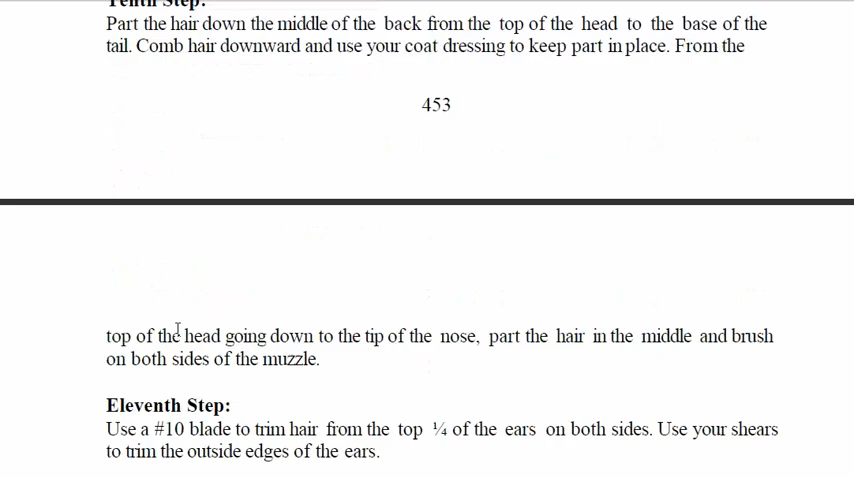 Tenth Step:
Part the hair down the middle of the back from the top of the head to the base of the
tail. Comb hair downward and use your coat dressing to keep part in place. From the
453
top of the head going down to the tip of the nose, part the hair in the middle and brush
on both sides of the muzzle.
Eleventh Step:
Use a #10 blade to trim hair from the top ¼ of the ears on both sides. Use your shears
to trim the outside edges of the ears.